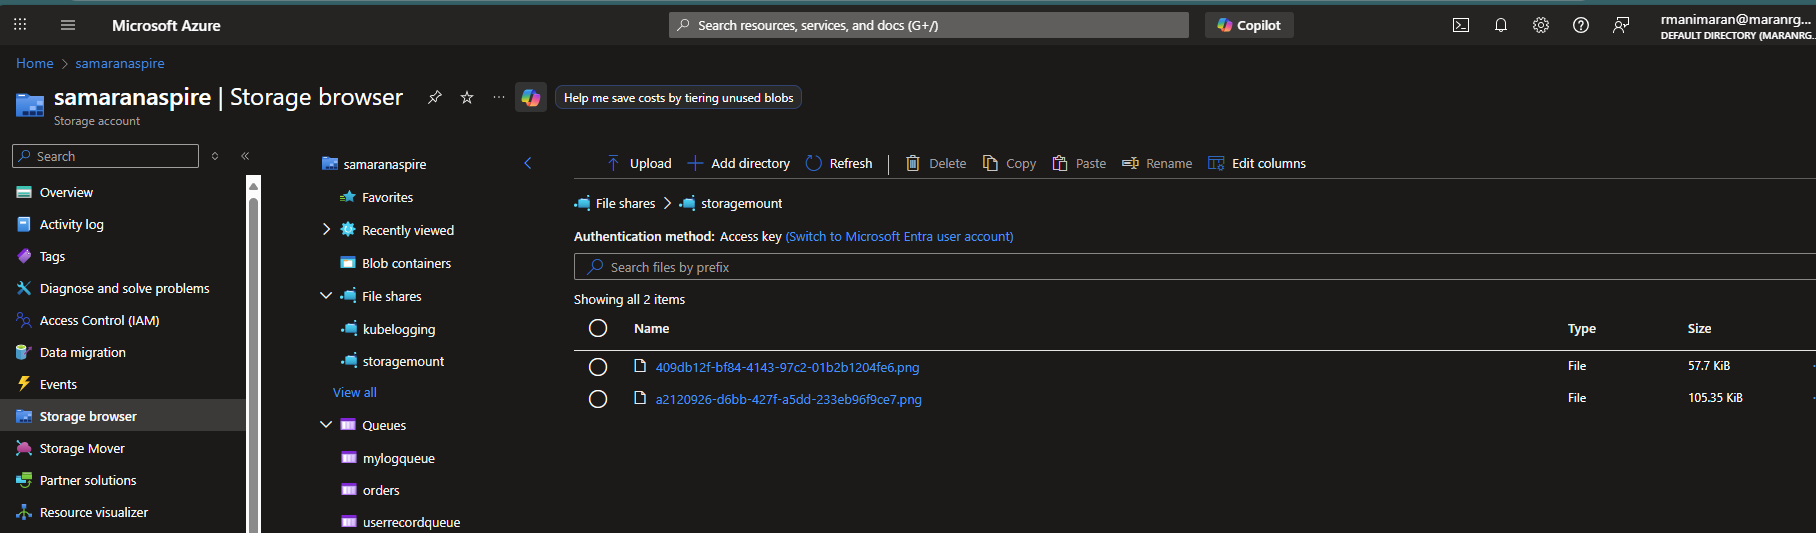 Microsoft Azure
Search resources, services, and docs (G+/)
Copilot
rmanimaran@maranrg...
DEFAULT DIRECTORY (MARANRG...
Home > samaranaspire
samaranaspire | Storage browser
Help me save costs by tiering unused blobs
Storage account
Search
Overview
Activity log
Tags
Diagnose and solve problems
Access Control (IAM)
Data migration
Events
Storage browser
Storage Mover
Partner solutions
Resource visualizer
samaranaspire
Favorites
Recently viewed
Blob containers
File shares
kubelogging
storagemount
View all
Queues
mylogqueue
orders
userrecordqueue
Upload Add directory Refresh Delete Copy Paste Rename Edit columns
File shares > storagemount
Authentication method: Access key (Switch to Microsoft Entra user account)
Search files by prefix
Showing all 2 items
Name Type Size
409db12f-bf84-4143-97c2-01b2b1204fe6.png File 57.7 KiB
a2120926-d6bb-427f-a5dd-233eb96f9ce7.png File 105.35 KiB